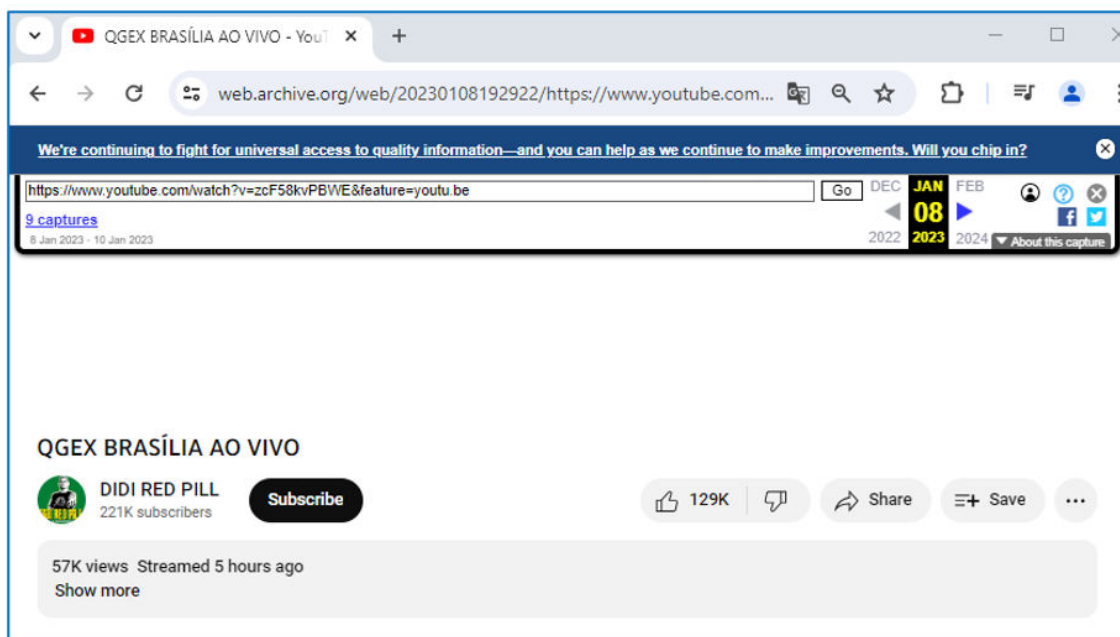 QGEX BRASÍLIA AO VIVO - YouT
web.archive.org/web/20230108192922/https://www.youtube.com...
We're continuing to fight for universal access to quality information—and you can help as we continue to make improvements. Will you chip in?
https://www.youtube.com/watch?v=zcF58kvPBWE&feature=youtu.be
Go
DEC JAN FEB
9 captures
08
8 Jan 2023 - 10 Jan 2023
2022 2023 2024
About this capture
QGEX BRASÍLIA AO VIVO
DIDI RED PILL
221K subscribers
Subscribe
129K
Share
Save
57K views Streamed 5 hours ago
Show more